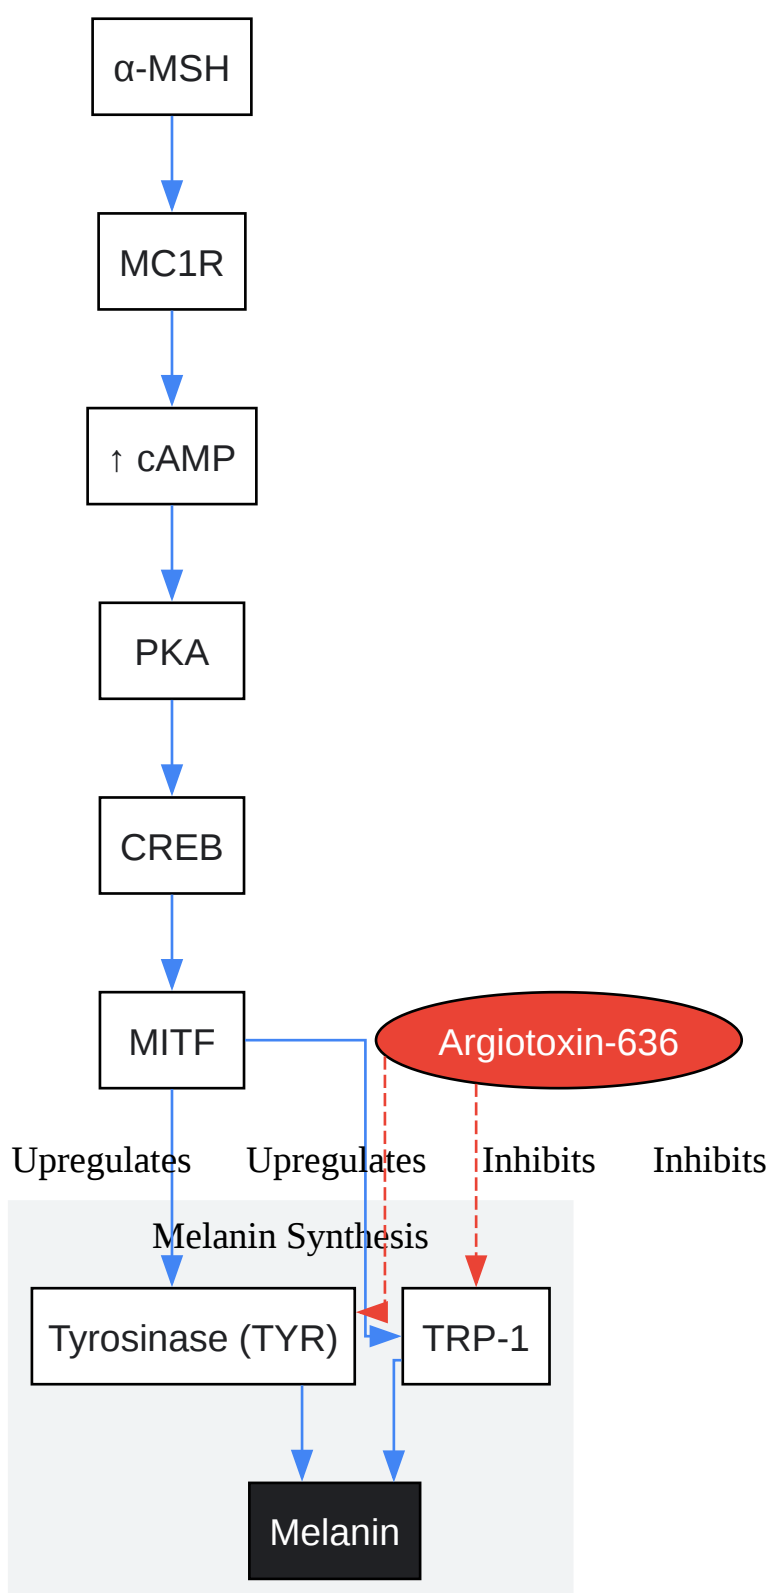 α-MSH
MC1R
↑ cAMP
PKA
CREB
MITF
Argiotoxin-636
Upregulates
Upregulates
Inhibits
Inhibits
Melanin Synthesis
Tyrosinase (TYR)
TRP-1
Melanin